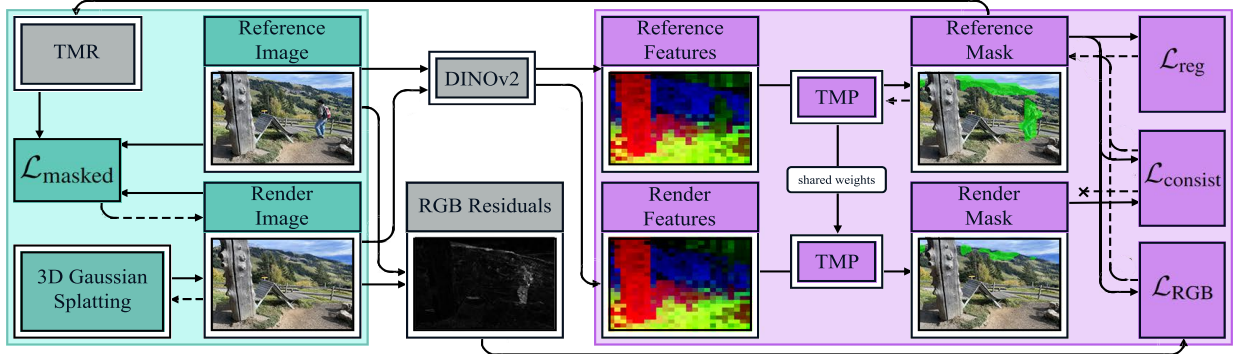 TMR
Reference
Image
ℒmasked
Render
Image
3D Gaussian
Splatting
DINOv2
RGB Residuals
Reference
Features
Render
Features
TMP
shared weights
TMP
Reference
Mask
Render
Mask
ℒreg
ℒconsist
ℒRGB